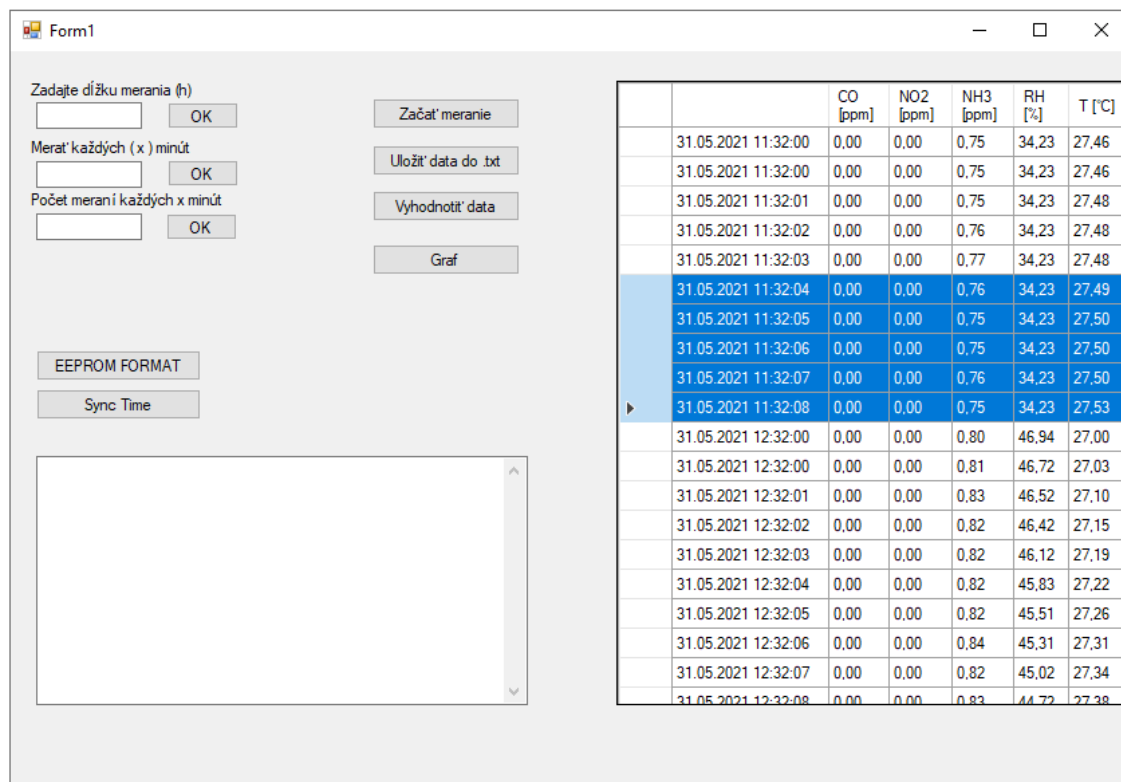 Form1
Zadajte dĺžku merania (h)
OK
Merať každých ( x ) minút
OK
Počet meraní každých x minút
OK
Začať meranie
Uložiť data do .txt
Vyhodnotiť data
Graf
EEPROM FORMAT
Sync Time
CO [ppm] NO2 [ppm] NH3 [ppm] RH [%] T [°C]
31.05.2021 11:32:00 0,00 0,00 0,75 34,23 27,46
31.05.2021 11:32:00 0,00 0,00 0,75 34,23 27,46
31.05.2021 11:32:01 0,00 0,00 0,75 34,23 27,48
31.05.2021 11:32:02 0,00 0,00 0,76 34,23 27,48
31.05.2021 11:32:03 0,00 0,00 0,77 34,23 27,48
31.05.2021 11:32:04 0,00 0,00 0,76 34,23 27,49
31.05.2021 11:32:05 0,00 0,00 0,75 34,23 27,50
31.05.2021 11:32:06 0,00 0,00 0,75 34,23 27,50
31.05.2021 11:32:07 0,00 0,00 0,76 34,23 27,50
31.05.2021 11:32:08 0,00 0,00 0,75 34,23 27,53
31.05.2021 12:32:00 0,00 0,00 0,80 46,94 27,00
31.05.2021 12:32:00 0,00 0,00 0,81 46,72 27,03
31.05.2021 12:32:01 0,00 0,00 0,83 46,52 27,10
31.05.2021 12:32:02 0,00 0,00 0,82 46,42 27,15
31.05.2021 12:32:03 0,00 0,00 0,82 46,12 27,19
31.05.2021 12:32:04 0,00 0,00 0,82 45,83 27,22
31.05.2021 12:32:05 0,00 0,00 0,82 45,51 27,26
31.05.2021 12:32:06 0,00 0,00 0,84 45,31 27,31
31.05.2021 12:32:07 0,00 0,00 0,82 45,02 27,34
31.05.2021 12:32:08 0,00 0,00 0,83 44,72 27,38